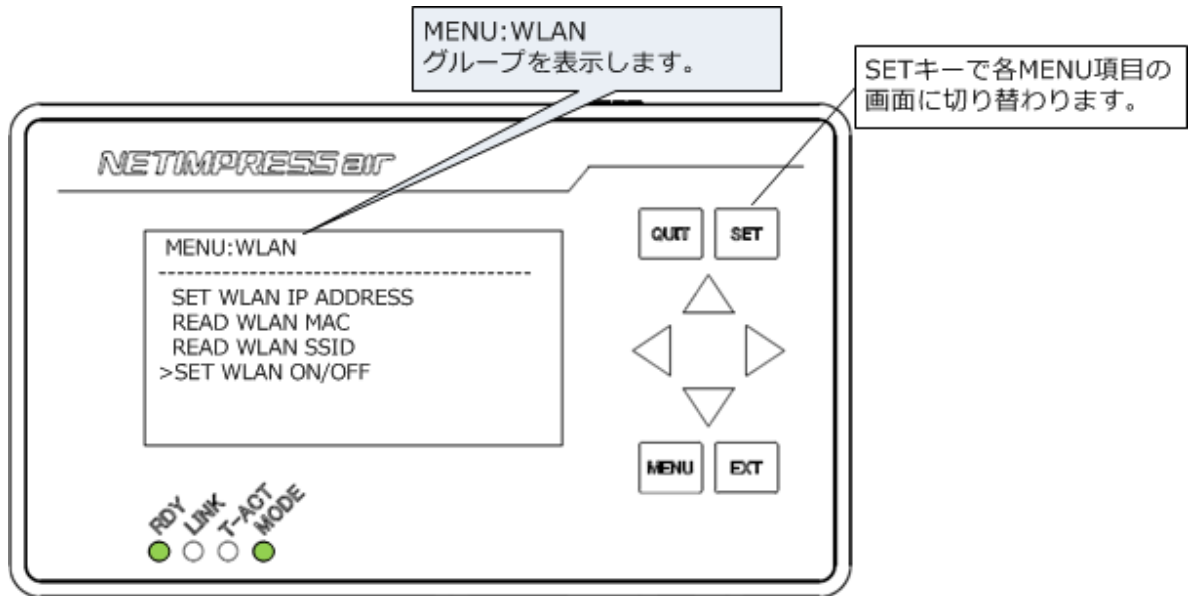 MENU:WLAN
グループを表示します。
SETキーで各MENU項目の
画面に切り替わります。
NETIMPRESS air
QUIT SET
MENU:WLAN
----------------------------------------
SET WLAN IP ADDRESS
READ WLAN MAC
READ WLAN SSID
>SET WLAN ON/OFF
MENU EXT
RDY LINK T-ACT MODE